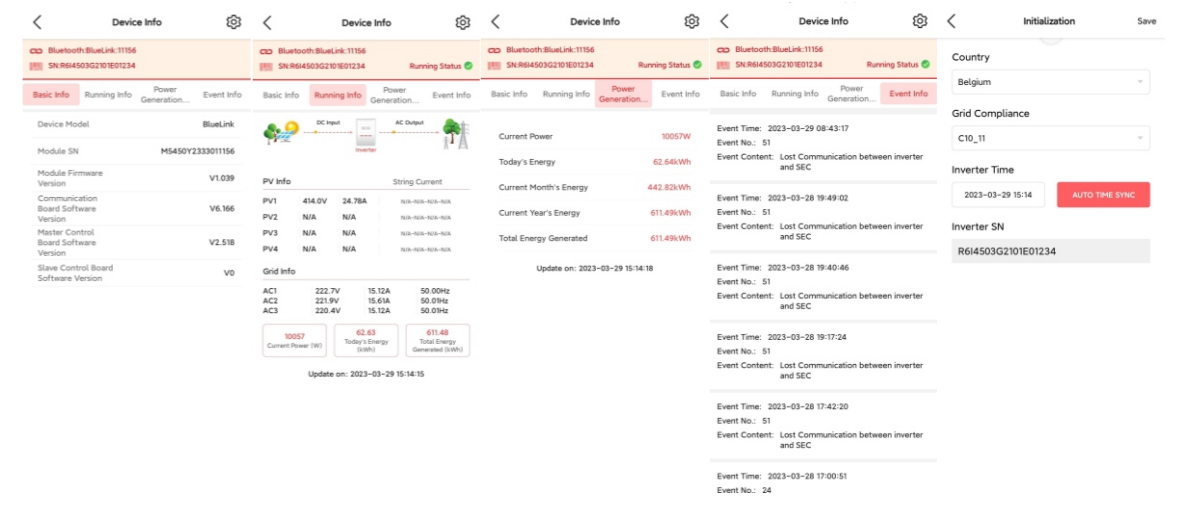 Device Info
Bluetooth:BlueLink:11156
SN:R6I4503G2101E01234
Basic Info Running Info Power Generation... Event Info
Device Model BlueLink
Module SN M5450Y2333011156
Module Firmware
Version V1.039
Communication
Board Software
Version V6.166
Master Control
Board Software
Version V2.518
Slave Control Board
Software Version V0
Device Info
Bluetooth:BlueLink:11156
SN:R6I4503G2101E01234 Running Status
Basic Info Running Info Power Generation... Event Info
DC Input AC Output
Inverter
PV Info String Current
PV1 414.0V 24.78A N/A-N/A-N/A-N/A
PV2 N/A N/A N/A-N/A-N/A-N/A
PV3 N/A N/A N/A-N/A-N/A-N/A
PV4 N/A N/A N/A-N/A-N/A-N/A
Grid Info
AC1 222.7V 15.12A 50.00Hz
AC2 221.9V 15.61A 50.01Hz
AC3 220.4V 15.12A 50.01Hz
10057
Current Power (W)
62.63
Today's Energy
(kWh)
611.48
Total Energy
Generated (kWh)
Update on: 2023-03-29 15:14:15
Device Info
Bluetooth:BlueLink:11156
SN:R6I4503G2101E01234 Running Status
Basic Info Running Info Power Generation... Event Info
Current Power 10057W
Today's Energy 62.64kWh
Current Month's Energy 442.82kWh
Current Year's Energy 611.49kWh
Total Energy Generated 611.49kWh
Update on: 2023-03-29 15:14:18
Device Info
Bluetooth:BlueLink:11156
SN:R6I4503G2101E01234 Running Status
Basic Info Running Info Power Generation... Event Info
Event Time: 2023-03-29 08:43:17
Event No.: 51
Event Content: Lost Communication between inverter
and SEC
Event Time: 2023-03-28 19:49:02
Event No.: 51
Event Content: Lost Communication between inverter
and SEC
Event Time: 2023-03-28 19:40:46
Event No.: 51
Event Content: Lost Communication between inverter
and SEC
Event Time: 2023-03-28 19:17:24
Event No.: 51
Event Content: Lost Communication between inverter
and SEC
Event Time: 2023-03-28 17:42:20
Event No.: 51
Event Content: Lost Communication between inverter
and SEC
Event Time: 2023-03-28 17:00:51
Event No.: 24
Initialization Save
Country
Belgium
Grid Compliance
C10_11
Inverter Time
2023-03-29 15:14 AUTO TIME SYNC
Inverter SN
R6I4503G2101E01234